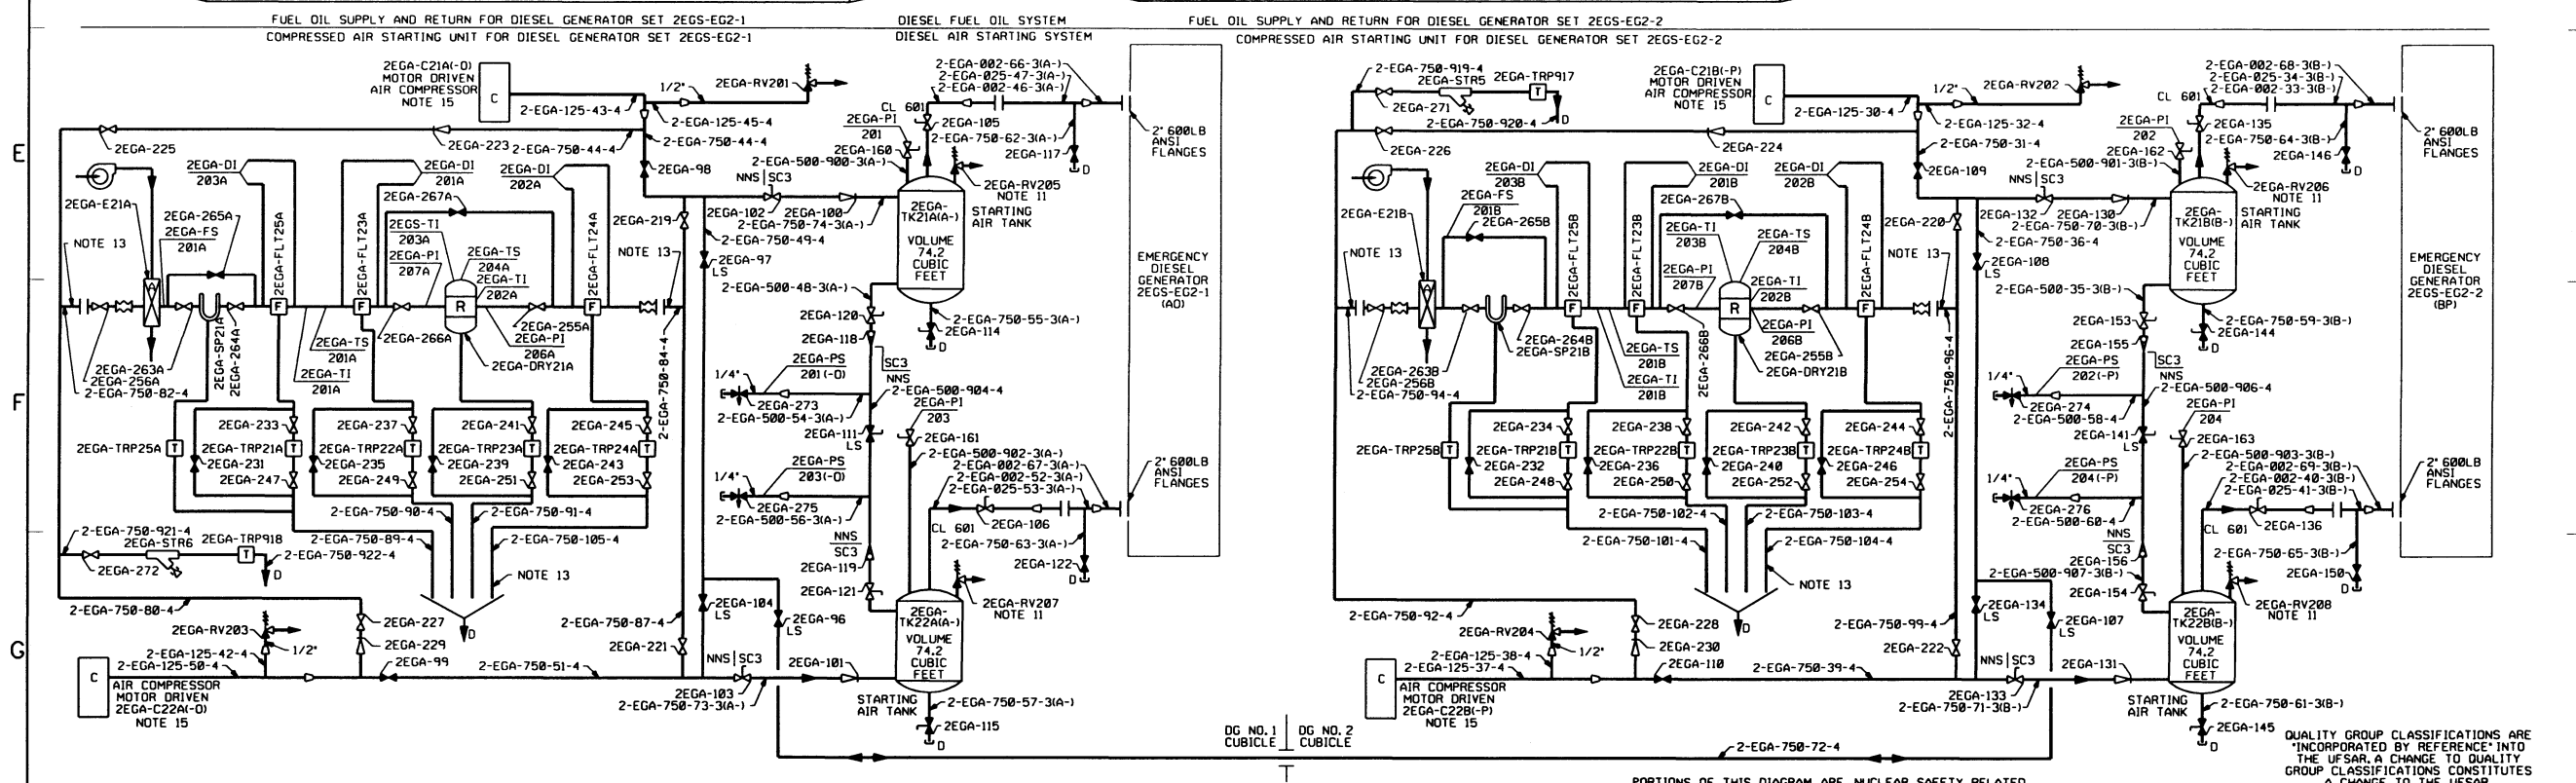 FUEL OIL SUPPLY AND RETURN FOR DIESEL GENERATOR SET 2EGS-EG2-1
DIESEL FUEL OIL SYSTEM
FUEL OIL SUPPLY AND RETURN FOR DIESEL GENERATOR SET 2EGS-EG2-2
COMPRESSED AIR STARTING UNIT FOR DIESEL GENERATOR SET 2EGS-EG2-1
DIESEL AIR STARTING SYSTEM
COMPRESSED AIR STARTING UNIT FOR DIESEL GENERATOR SET 2EGS-EG2-2
E
F
G
2EGA-C21A(-O)
MOTOR DRIVEN
AIR COMPRESSOR
NOTE 15
C
2-EGA-125-43-4
1/2"
2EGA-RV201
2-EGA-125-45-4
2EGA-225
2EGA-223
2-EGA-750-44-4
2-EGA-750-44-4
2EGA-98
2EGA-PI
201
2EGA-160
2-EGA-500-900-3(A-)
CL 601
2EGA-105
2-EGA-002-66-3(A-)
2-EGA-025-47-3(A-)
2-EGA-002-46-3(A-)
2-EGA-750-62-3(A-)
2EGA-117
D
2" 600LB
ANSI
FLANGES
2EGA-RV205
NOTE 11
STARTING
AIR TANK
2EGA-
TK21A(A-)
VOLUME
74.2
CUBIC
FEET
NNS SC3
2EGA-102
2EGA-100
2-EGA-750-74-3(A-)
2-EGA-750-49-4
2EGA-97
LS
2EGA-219
NOTE 13
2EGA-E21A
NOTE 13
2EGA-DI
203A
2EGA-265A
2EGA-FS
201A
2EGA-FLT25A
2EGA-FLT23A
2EGA-DI
201A
2EGA-267A
2EGS-TI
203A
2EGA-PI
207A
2EGA-DI
202A
2EGA-TS
204A
2EGA-TI
202A
2EGA-FLT24A
F
F
R
F
2EGA-263A
2EGA-256A
2-EGA-750-82-4
2EGA-SP21A
2EGA-264A
2EGA-TS
201A
2EGA-TI
201A
2EGA-266A
2EGA-255A
2EGA-PI
206A
2EGA-DRY21A
2-EGA-750-84-4
2EGA-TRP25A
T
2EGA-233
2EGA-TRP21A
T
2EGA-231
2EGA-247
2EGA-237
2EGA-TRP22A
T
2EGA-235
2EGA-249
2EGA-241
2EGA-TRP23A
T
2EGA-239
2EGA-251
2EGA-245
2EGA-TRP24A
T
2EGA-243
2EGA-253
2-EGA-750-90-4
2-EGA-750-91-4
2-EGA-750-89-4
2-EGA-750-105-4
NOTE 13
D
2-EGA-750-921-4
2EGA-STR6
2EGA-TRP918
T
2-EGA-750-922-4
2EGA-272
D
2-EGA-750-80-4
2EGA-RV203
2-EGA-125-42-4
2-EGA-125-50-4
1/2"
2EGA-227
2EGA-229
2EGA-99
C
AIR COMPRESSOR
MOTOR DRIVEN
2EGA-C22A(-O)
NOTE 15
2-EGA-750-51-4
2-EGA-750-87-4
2EGA-221
2EGA-104
LS
2EGA-96
LS
NNS SC3
2EGA-101
2EGA-103
2-EGA-750-73-3(A-)
2-EGA-500-48-3(A-)
2EGA-120
2EGA-118
SC3
NNS
2-EGA-750-55-3(A-)
2EGA-114
D
2EGA-PS
201(-O)
1/4"
2EGA-273
2-EGA-500-54-3(A-)
2-EGA-500-904-4
2EGA-PI
203
2EGA-111
LS
2EGA-161
2EGA-PS
203(-O)
1/4"
2EGA-275
2-EGA-500-56-3(A-)
2-EGA-500-902-3(A-)
2-EGA-002-67-3(A-)
2-EGA-002-52-3(A-)
2-EGA-025-53-3(A-)
CL 601
2EGA-106
2-EGA-750-63-3(A-)
2EGA-122
D
2" 600LB
ANSI
FLANGES
NNS
SC3
2EGA-119
2EGA-121
2EGA-RV207
NOTE 11
2EGA-
TK22A(A-)
VOLUME
74.2
CUBIC
FEET
STARTING
AIR TANK
2-EGA-750-57-3(A-)
2EGA-115
D
EMERGENCY
DIESEL
GENERATOR
2EGS-EG2-1
(AO)
DG NO.1
CUBICLE
DG NO.2
CUBICLE
2-EGA-750-72-4
2-EGA-750-919-4
2EGA-STR5
2EGA-TRP917
T
2EGA-271
2-EGA-750-920-4
D
2EGA-C21B(-P)
MOTOR DRIVEN
AIR COMPRESSOR
NOTE 15
C
2-EGA-125-30-4
1/2"
2EGA-RV202
2-EGA-125-32-4
2EGA-226
2EGA-224
2-EGA-750-31-4
2EGA-109
2EGA-PI
202
2EGA-162
2-EGA-500-901-3(B-)
CL 601
2EGA-135
2-EGA-002-68-3(B-)
2-EGA-025-34-3(B-)
2-EGA-002-33-3(B-)
2-EGA-750-64-3(B-)
2EGA-146
D
2" 600LB
ANSI
FLANGES
2EGA-RV206
NOTE 11
STARTING
AIR TANK
2EGA-
TK21B(B-)
VOLUME
74.2
CUBIC
FEET
NNS SC3
2EGA-132
2EGA-130
2-EGA-750-70-3(B-)
2-EGA-750-36-4
2EGA-108
LS
2EGA-220
NOTE 13
2EGA-E21B
NOTE 13
2EGA-DI
203B
2EGA-FS
201B
2EGA-265B
2EGA-FLT25B
2EGA-FLT23B
2EGA-DI
201B
2EGA-267B
2EGA-TI
203B
2EGA-PI
207B
2EGA-DI
202B
2EGA-TS
204B
2EGA-TI
202B
2EGA-FLT24B
F
F
R
F
2EGA-263B
2EGA-256B
2-EGA-750-94-4
2EGA-264B
2EGA-SP21B
2EGA-TS
201B
2EGA-TI
201B
2EGA-266B
2EGA-PI
206B
2EGA-255B
2EGA-DRY21B
2-EGA-750-96-4
2EGA-TRP25B
T
2EGA-234
2EGA-TRP21B
T
2EGA-232
2EGA-248
2EGA-238
2EGA-TRP22B
T
2EGA-236
2EGA-250
2EGA-242
2EGA-TRP23B
T
2EGA-240
2EGA-252
2EGA-244
2EGA-TRP24B
T
2EGA-246
2EGA-254
2-EGA-750-102-4
2-EGA-750-103-4
2-EGA-750-101-4
2-EGA-750-104-4
NOTE 13
D
2-EGA-750-92-4
2EGA-RV204
2-EGA-125-38-4
2-EGA-125-37-4
1/2"
2EGA-228
2EGA-230
2EGA-110
C
AIR COMPRESSOR
MOTOR DRIVEN
2EGA-C22B(-P)
NOTE 15
2-EGA-750-39-4
2-EGA-750-99-4
2EGA-222
2EGA-134
LS
2EGA-107
LS
NNS SC3
2EGA-131
2EGA-133
2-EGA-750-71-3(B-)
2-EGA-500-35-3(B-)
2EGA-153
2EGA-155
SC3
NNS
2-EGA-750-59-3(B-)
2EGA-144
D
2EGA-PS
202(-P)
1/4"
2EGA-274
2-EGA-500-58-4
2-EGA-500-906-4
2EGA-PI
204
2EGA-141
LS
2EGA-163
2EGA-PS
204(-P)
1/4"
2EGA-276
2-EGA-500-60-4
2-EGA-500-903-3(B-)
2-EGA-002-69-3(B-)
2-EGA-002-40-3(B-)
2-EGA-025-41-3(B-)
CL 601
2EGA-136
2-EGA-750-65-3(B-)
2EGA-150
D
2" 600LB
ANSI
FLANGES
NNS
SC3
2EGA-156
2-EGA-500-907-3(B-)
2EGA-154
2EGA-RV208
NOTE 11
2EGA-
TK22B(B-)
VOLUME
74.2
CUBIC
FEET
STARTING
AIR TANK
2-EGA-750-61-3(B-)
2EGA-145
D
EMERGENCY
DIESEL
GENERATOR
2EGS-EG2-2
(BP)
QUALITY GROUP CLASSIFICATIONS ARE
"INCORPORATED BY REFERENCE" INTO
THE UFSAR. A CHANGE TO QUALITY
GROUP CLASSIFICATIONS CONSTITUTES
A CHANGE TO THE UFSAR
PORTIONS OF THIS DIAGRAM ARE NUCLEAR SAFETY RELATED